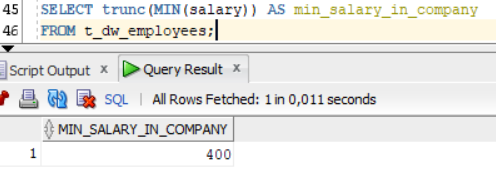 45 SELECT trunc(MIN(salary)) AS min_salary_in_company
46 FROM t_dw_employees;
Script Output x Query Result x
SQL | All Rows Fetched: 1 in 0,011 seconds
MIN_SALARY_IN_COMPANY
1 400